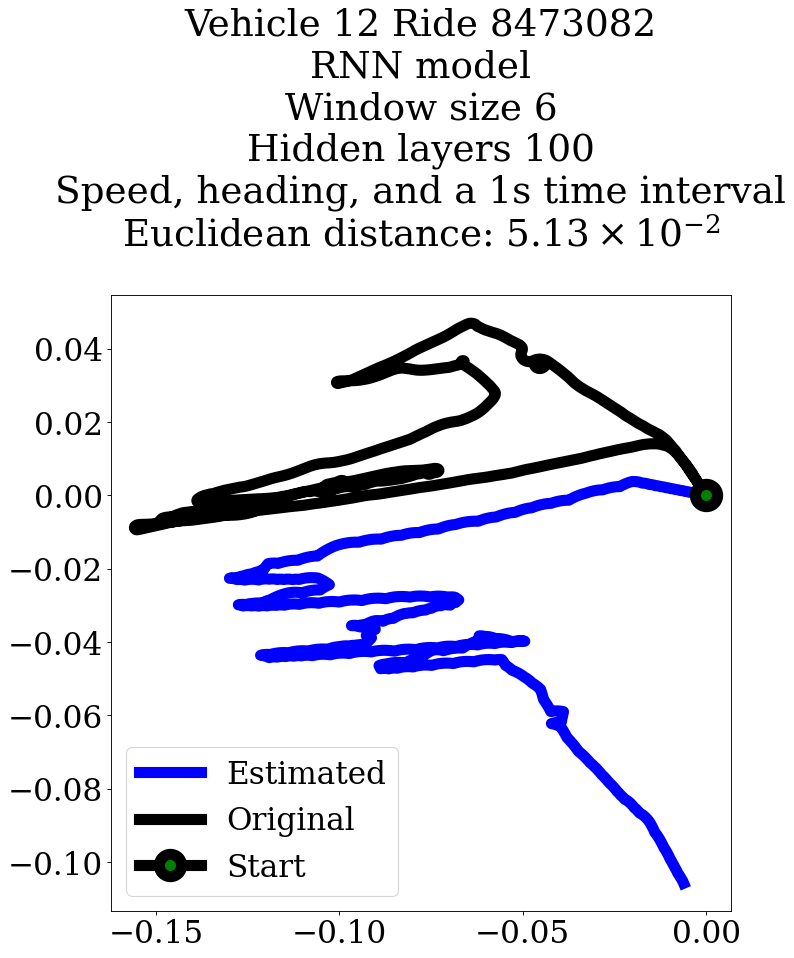 Vehicle 12 Ride 8473082
RNN model
Window size 6
Hidden layers 100
Speed, heading, and a 1s time interval
Euclidean distance: 5.13 × 10⁻²
0.04
0.02
0.00
−0.02
−0.04
−0.06
−0.08
−0.10
Estimated
Original
Start
−0.15 −0.10 −0.05 0.00